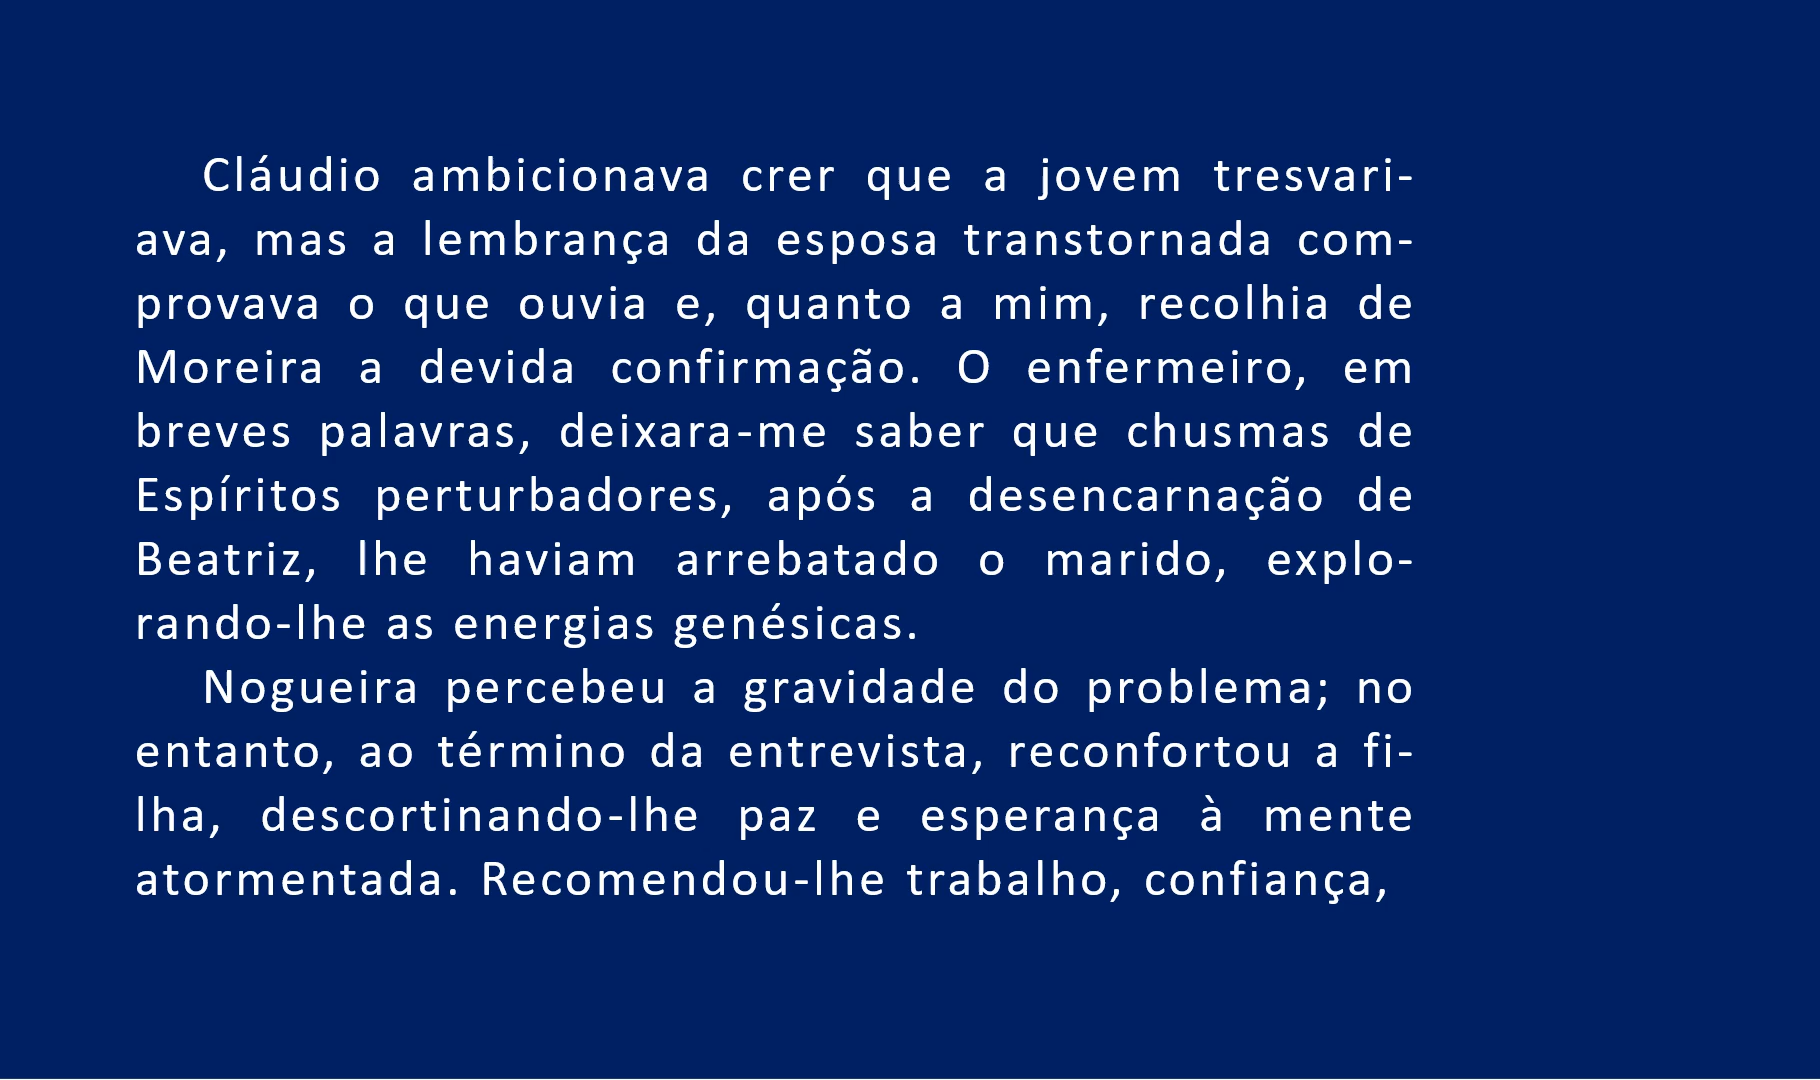 Cláudio ambicionava crer que a jovem tresvari-
ava, mas a lembrança da esposa transtornada com-
provava o que ouvia e, quanto a mim, recolhia de
Moreira a devida confirmação. O enfermeiro, em
breves palavras, deixara-me saber que chusmas de
Espíritos perturbadores, após a desencarnação de
Beatriz, lhe haviam arrebatado o marido, explo-
rando-lhe as energias genésicas.
Nogueira percebeu a gravidade do problema; no
entanto, ao término da entrevista, reconfortou a fi-
lha, descortinando-lhe paz e esperança à mente
atormentada. Recomendou-lhe trabalho, confiança,